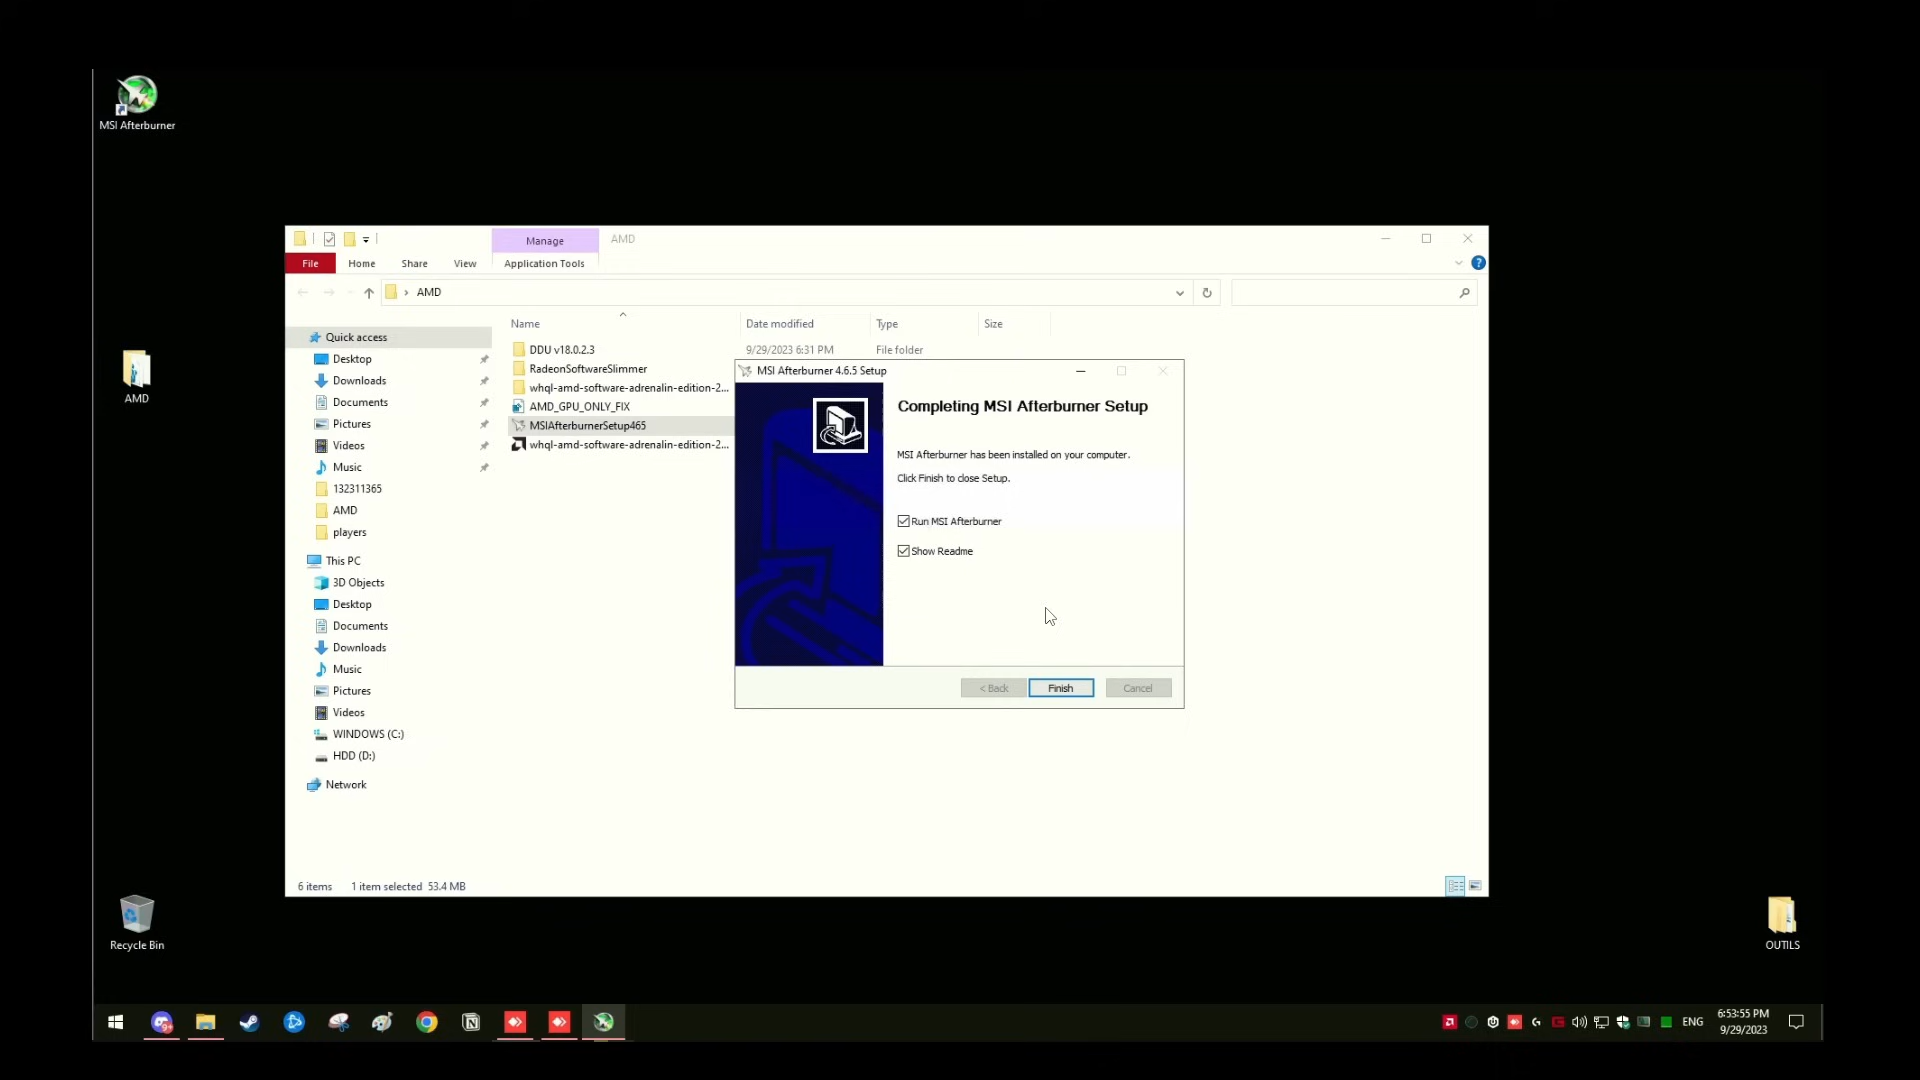 MSI Afterburner
AMD
Recycle Bin
OUTILS
Manage
AMD
File
Home
Share
View
Application Tools
AMD
Name
Date modified
Type
Size
Quick access
Desktop
Downloads
Documents
Pictures
Videos
Music
132311365
AMD
players
This PC
3D Objects
Desktop
Documents
Downloads
Music
Pictures
Videos
WINDOWS (C:)
HDD (D:)
Network
DDU v18.0.2.3
9/29/2023 6:31 PM
File folder
RadeonSoftwareSlimmer
whql-amd-software-adrenalin-edition-2...
AMD_GPU_ONLY_FIX
MSIAfterburnerSetup465
whql-amd-software-adrenalin-edition-2...
MSI Afterburner 4.6.5 Setup
Completing MSI Afterburner Setup
MSI Afterburner has been installed on your computer.
Click Finish to close Setup.
Run MSI Afterburner
Show Readme
< Back
Finish
Cancel
6 items
1 item selected 53.4 MB
9+
ENG
6:53:55 PM
9/29/2023